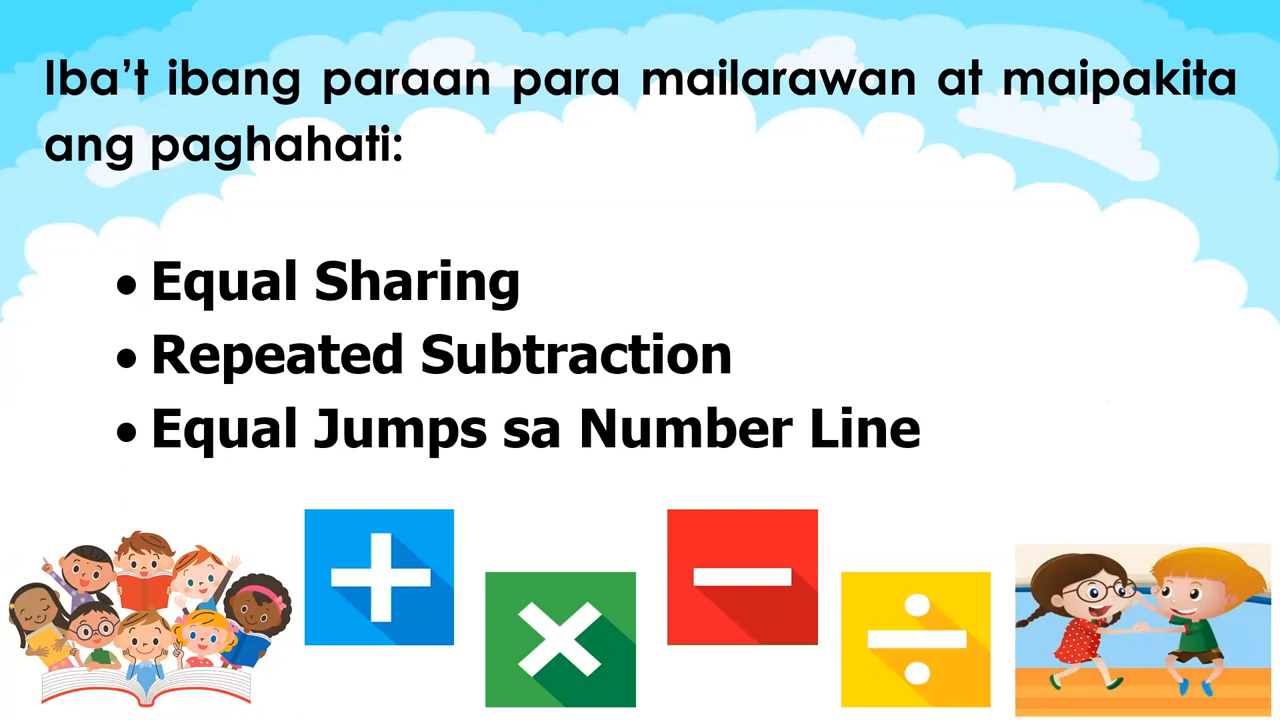 Iba’t ibang paraan para mailarawan at maipakita
ang paghahati:
• Equal Sharing
• Repeated Subtraction
• Equal Jumps sa Number Line